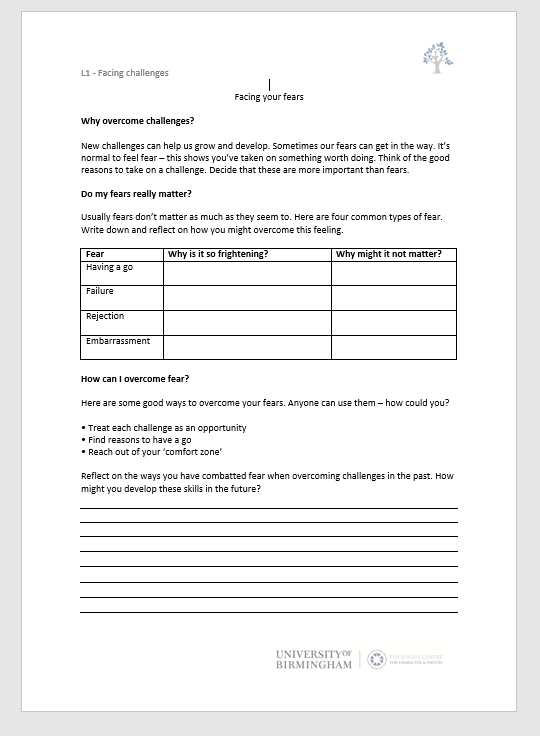 L1 - Facing challenges
Facing your fears
Why overcome challenges?
New challenges can help us grow and develop. Sometimes our fears can get in the way. It's
normal to feel fear – this shows you've taken on something worth doing. Think of the good
reasons to take on a challenge. Decide that these are more important than fears.
Do my fears really matter?
Usually fears don't matter as much as they seem to. Here are four common types of fear.
Write down and reflect on how you might overcome this feeling.
Fear Why is it so frightening? Why might it not matter?
Having a go
Failure
Rejection
Embarrassment
How can I overcome fear?
Here are some good ways to overcome your fears. Anyone can use them – how could you?
• Treat each challenge as an opportunity
• Find reasons to have a go
• Reach out of your 'comfort zone'
Reflect on the ways you have combatted fear when overcoming challenges in the past. How
might you develop these skills in the future?
UNIVERSITY OF
BIRMINGHAM